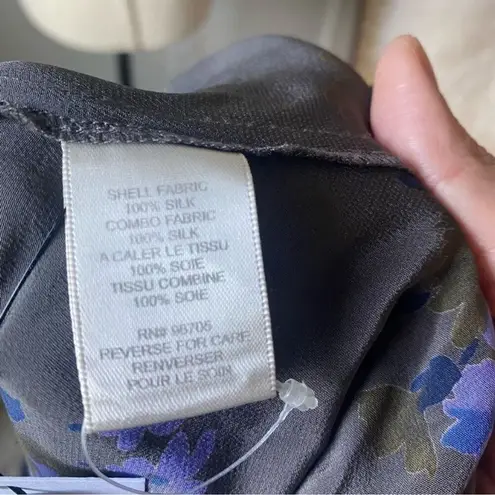 SHELL FABRIC
100% SILK
COMBO FABRIC
100% SILK
A CALER LE TISSU
100% SOIE
TISSU COMBINE
100% SOIE
RN# 96705
REVERSE FOR CARE
RENVERSER
POUR LE SOIN